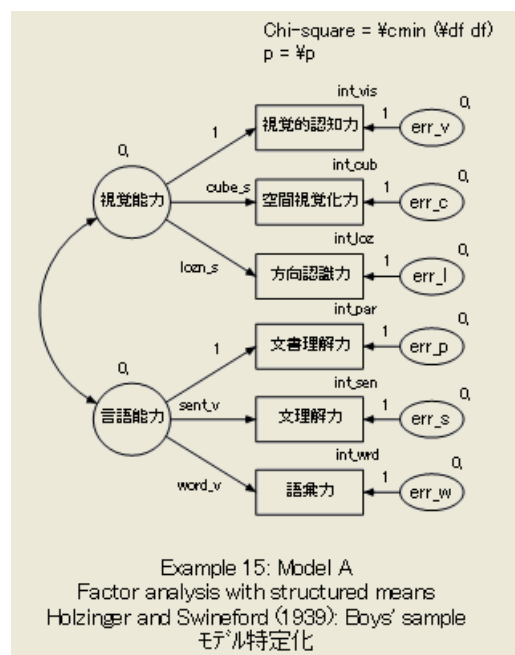 Chi-square = ¥cmin (¥df df)
p = ¥p
int_vis
0,
1
視覚的認知力
1
err_v
0,
int_cub
0,
視覚能力
cube_s
空間視覚化力
1
err_c
int_loz
0,
lozn_s
方向認識力
1
err_l
int_par
0,
1
文書理解力
1
err_p
0,
int_sen
0,
言語能力
sent_v
文理解力
1
err_s
int_wrd
0,
word_v
語彙力
1
err_w
Example 15: Model A
Factor analysis with structured means
Holzinger and Swineford (1939): Boys' sample
モデル特定化